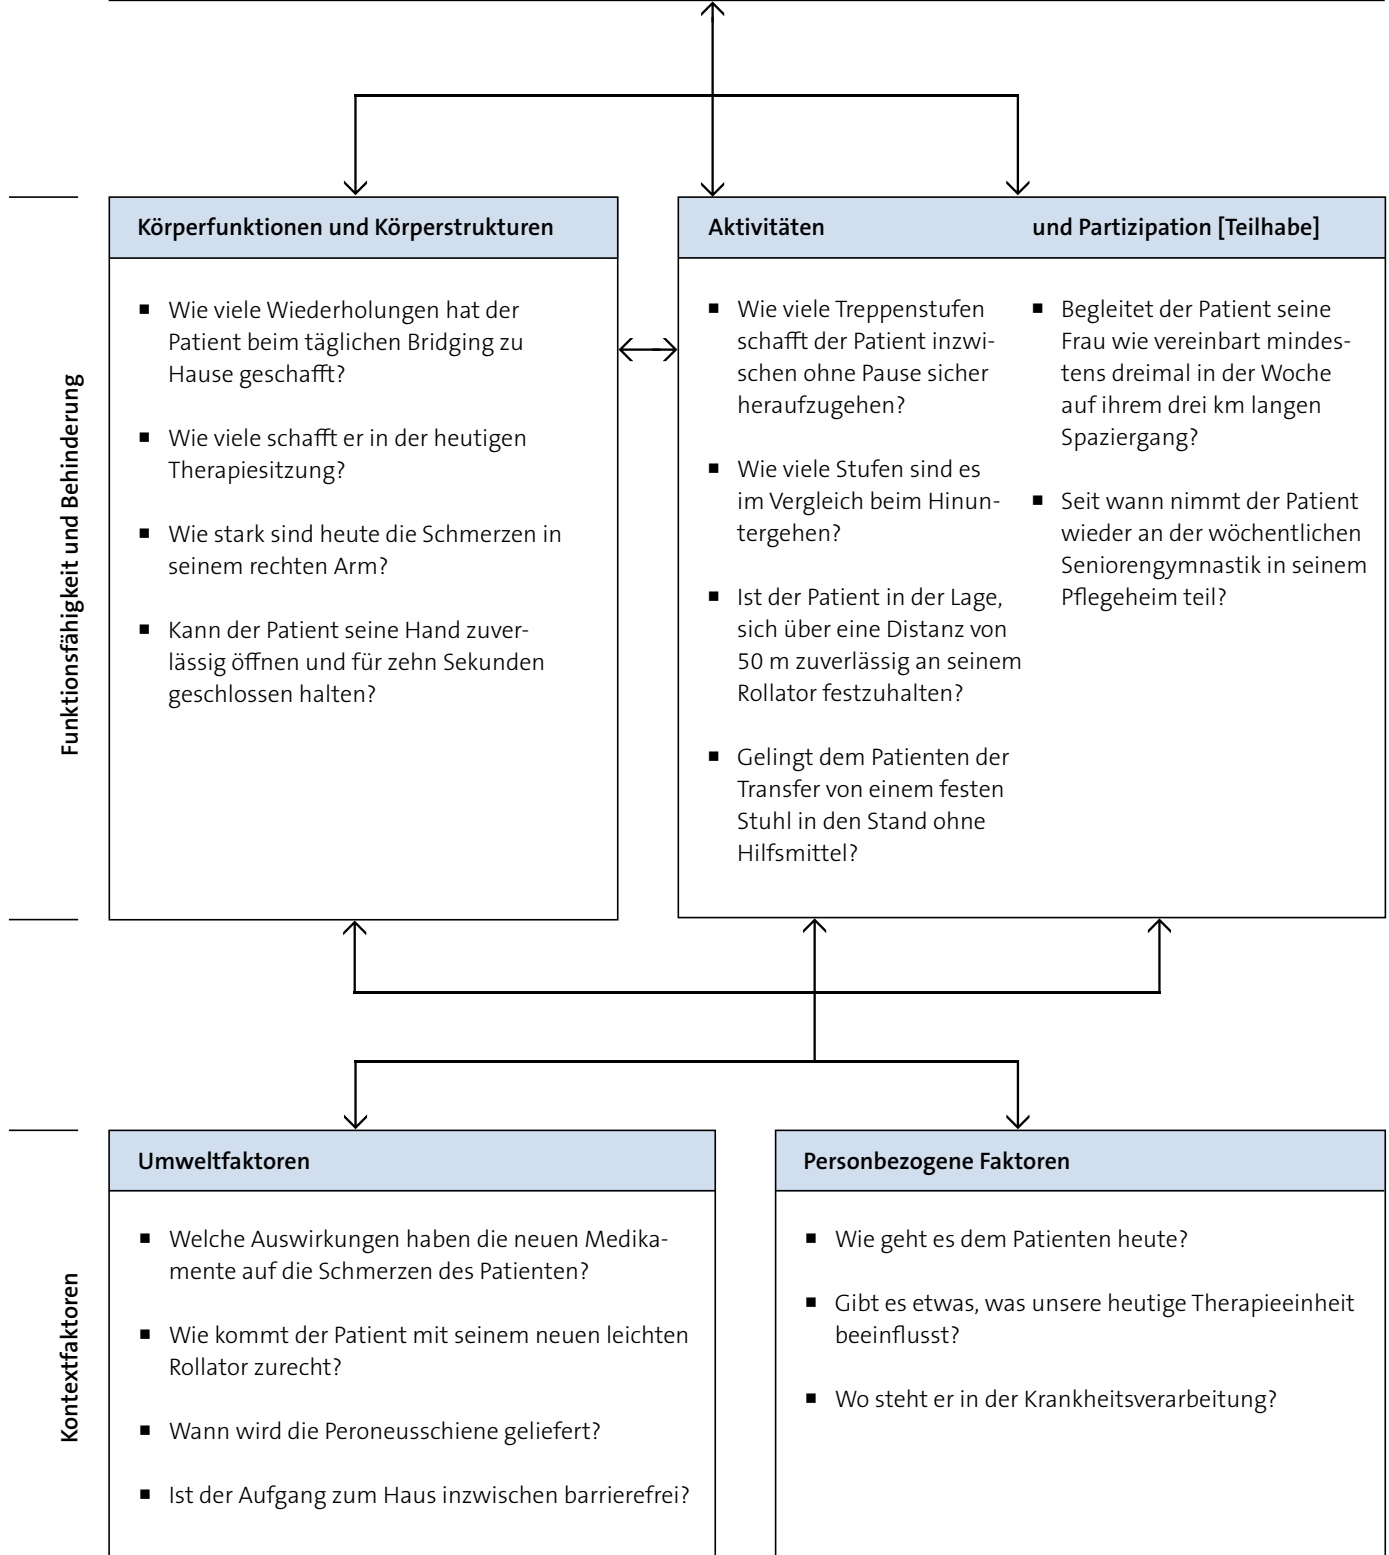 Funktionsfähigkeit und Behinderung
Körperfunktionen und Körperstrukturen
■ Wie viele Wiederholungen hat der
Patient beim täglichen Bridging zu
Hause geschafft?
■ Wie viele schafft er in der heutigen
Therapiesitzung?
■ Wie stark sind heute die Schmerzen in
seinem rechten Arm?
■ Kann der Patient seine Hand zuver-
lässig öffnen und für zehn Sekunden
geschlossen halten?
Aktivitäten
■ Wie viele Treppenstufen
schafft der Patient inzwi-
schen ohne Pause sicher
heraufzugehen?
■ Wie viele Stufen sind es
im Vergleich beim Hinun-
tergehen?
■ Ist der Patient in der Lage,
sich über eine Distanz von
50 m zuverlässig an seinem
Rollator festzuhalten?
■ Gelingt dem Patienten der
Transfer von einem festen
Stuhl in den Stand ohne
Hilfsmittel?
und Partizipation [Teilhabe]
■ Begleitet der Patient seine
Frau wie vereinbart mindes-
tens dreimal in der Woche
auf ihrem drei km langen
Spaziergang?
■ Seit wann nimmt der Patient
wieder an der wöchentlichen
Seniorengymnastik in seinem
Pflegeheim teil?
Kontextfaktoren
Umweltfaktoren
■ Welche Auswirkungen haben die neuen Medika-
mente auf die Schmerzen des Patienten?
■ Wie kommt der Patient mit seinem neuen leichten
Rollator zurecht?
■ Wann wird die Peroneusschiene geliefert?
■ Ist der Aufgang zum Haus inzwischen barrierefrei?
Personbezogene Faktoren
■ Wie geht es dem Patienten heute?
■ Gibt es etwas, was unsere heutige Therapieeinheit
beeinflusst?
■ Wo steht er in der Krankheitsverarbeitung?